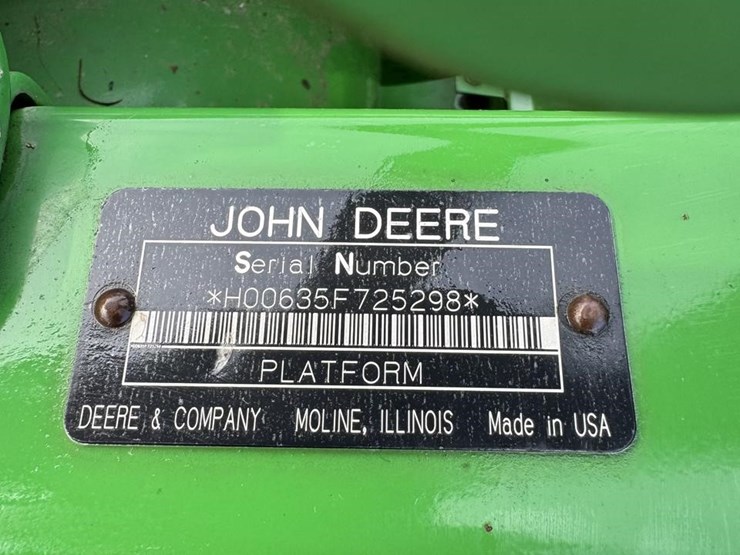 JOHN DEERE
Serial Number
*H00635F725298*
PLATFORM
DEERE & COMPANY MOLINE, ILLINOIS Made in USA